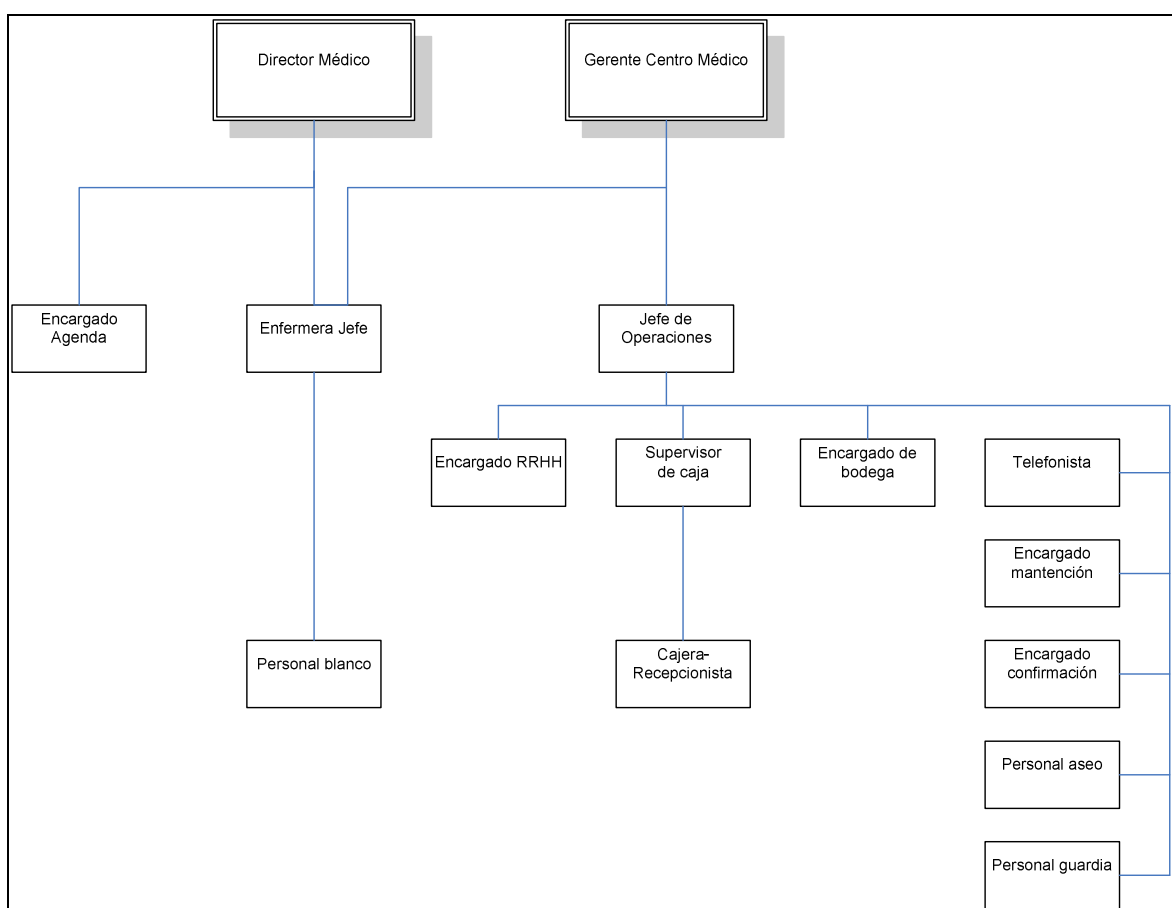 Director Médico
Gerente Centro Médico
Encargado
Agenda
Enfermera Jefe
Jefe de
Operaciones
Encargado RRHH
Supervisor
de caja
Encargado de
bodega
Telefonista
Encargado
mantención
Personal blanco
Cajera-
Recepcionista
Encargado
confirmación
Personal aseo
Personal guardia